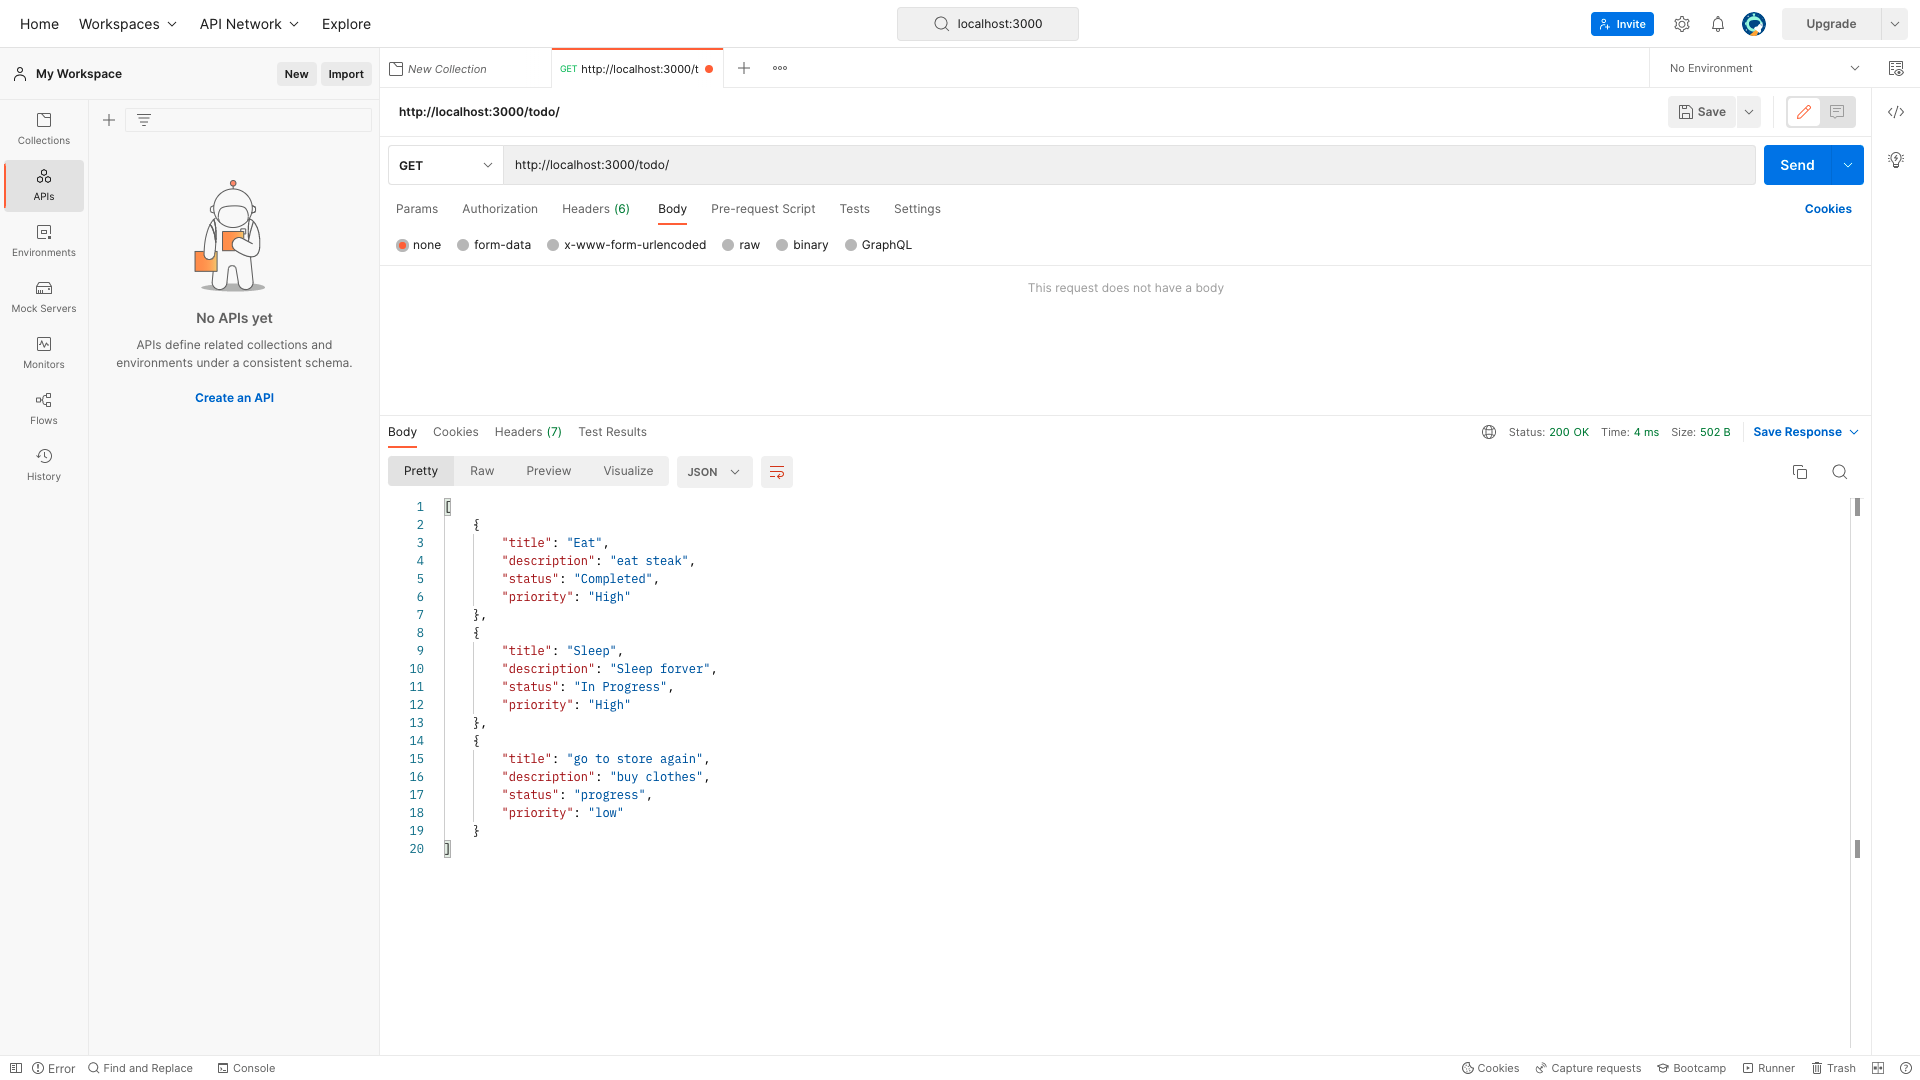 Home Workspaces API Network Explore localhost:3000 Invite Upgrade
My Workspace New Import New Collection GET http://localhost:3000/t No Environment
http://localhost:3000/todo/ Save
Collections
APIs
Environments
Mock Servers
Monitors
Flows
History
No APIs yet
APIs define related collections and
environments under a consistent schema.
Create an API
GET http://localhost:3000/todo/ Send
Params Authorization Headers (6) Body Pre-request Script Tests Settings Cookies
none form-data x-www-form-urlencoded raw binary GraphQL
This request does not have a body
Body Cookies Headers (7) Test Results Status: 200 OK Time: 4 ms Size: 502 B Save Response
Pretty Raw Preview Visualize JSON
1 [
2 {
3 "title": "Eat",
4 "description": "eat steak",
5 "status": "Completed",
6 "priority": "High"
7 },
8 {
9 "title": "Sleep",
10 "description": "Sleep forver",
11 "status": "In Progress",
12 "priority": "High"
13 },
14 {
15 "title": "go to store again",
16 "description": "buy clothes",
17 "status": "progress",
18 "priority": "low"
19 }
20 ]
Error Find and Replace Console Cookies Capture requests Bootcamp Runner Trash